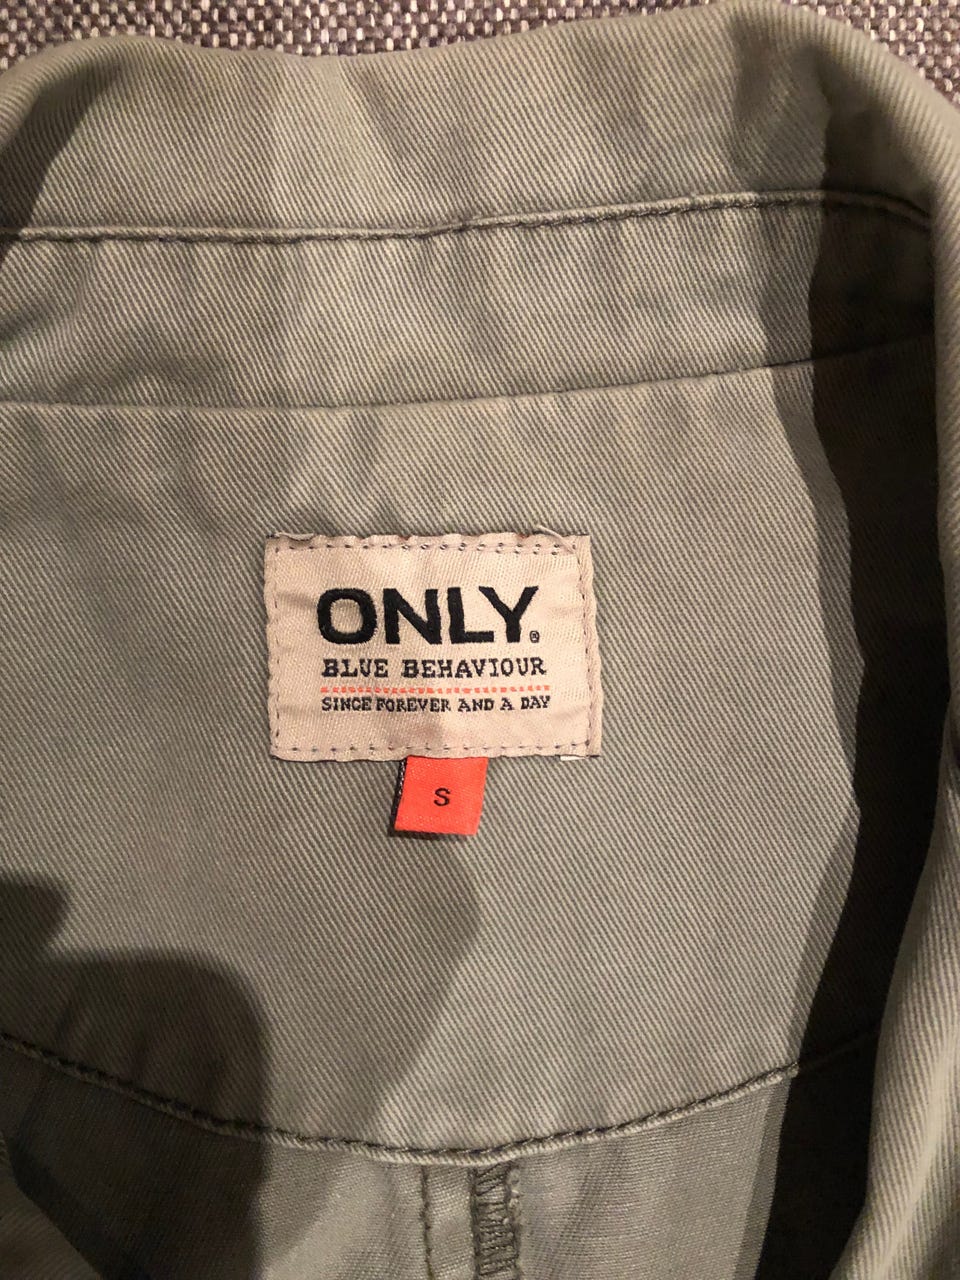 ONLY®
BLUE BEHAVIOUR
SINCE FOREVER AND A DAY
S